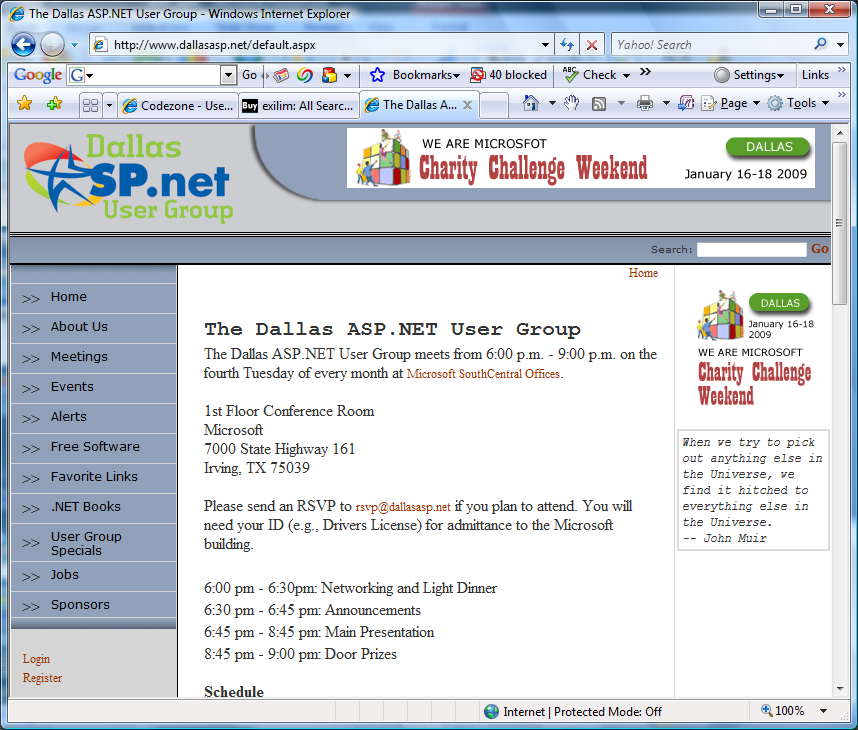 The Dallas ASP.NET User Group - Windows Internet Explorer
http://www.dallasasp.net/default.aspx
Yahoo! Search
Google
G
Go
Bookmarks
40 blocked
ABC
Check
Settings
Links
Codezone - Use...
Buy
exilim: All Searc...
The Dallas A...
Page
Tools
Dallas
ASP.net
User Group
WE ARE MICROSFOT
Charity Challenge Weekend
DALLAS
January 16-18 2009
Search:
Go
Home
>> Home
>> About Us
>> Meetings
>> Events
>> Alerts
>> Free Software
>> Favorite Links
>> .NET Books
>> User Group
Specials
>> Jobs
>> Sponsors
Login
Register
The Dallas ASP.NET User Group
The Dallas ASP.NET User Group meets from 6:00 p.m. - 9:00 p.m. on the
fourth Tuesday of every month at Microsoft SouthCentral Offices.
1st Floor Conference Room
Microsoft
7000 State Highway 161
Irving, TX 75039
Please send an RSVP to rsvp@dallasasp.net if you plan to attend. You will
need your ID (e.g., Drivers License) for admittance to the Microsoft
building.
6:00 pm - 6:30pm: Networking and Light Dinner
6:30 pm - 6:45 pm: Announcements
6:45 pm - 8:45 pm: Main Presentation
8:45 pm - 9:00 pm: Door Prizes
Schedule
DALLAS
January 16-18
2009
WE ARE MICROSOFT
Charity Challenge
Weekend
When we try to pick
out anything else in
the Universe, we
find it hitched to
everything else in
the Universe.
-- John Muir
Internet | Protected Mode: Off
100%